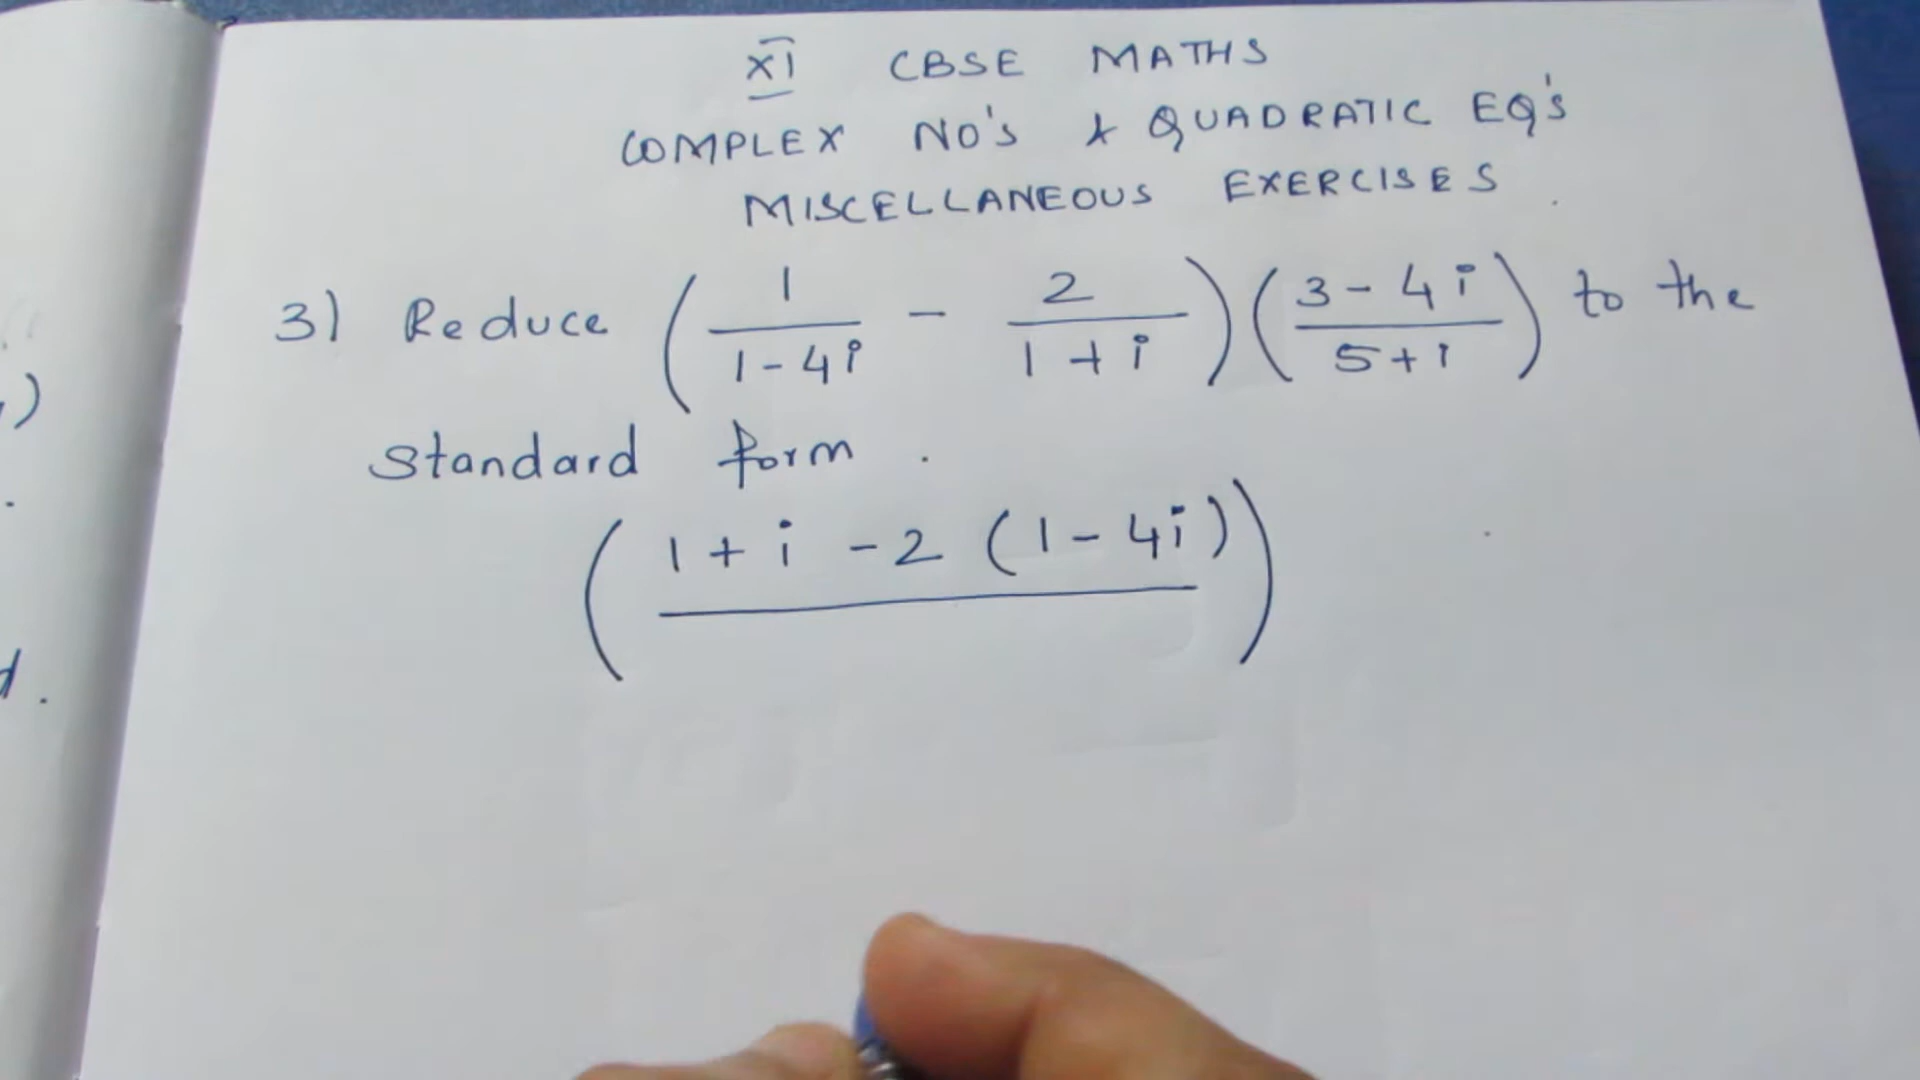 XI CBSE MATHS
COMPLEX NO'S & QUADRATIC EQ'S
MISCELLANEOUS EXERCISES
3) Reduce (1/(1-4i) - 2/(1+i)) ((3-4i)/(5+i)) to the
standard form.
(1+i-2(1-4i))
)
.
d.